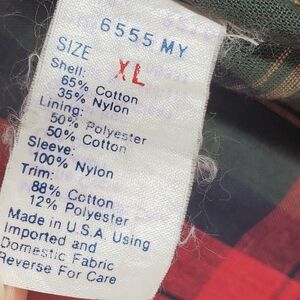 6555 MY
SIZE XL
Shell:
65% Cotton
35% Nylon
Lining:
50% Polyester
50% Cotton
Sleeve:
100% Nylon
Trim:
88% Cotton
12% Polyester
Made in U.S.A. Using
Imported and
Domestic Fabric
Reverse For Care